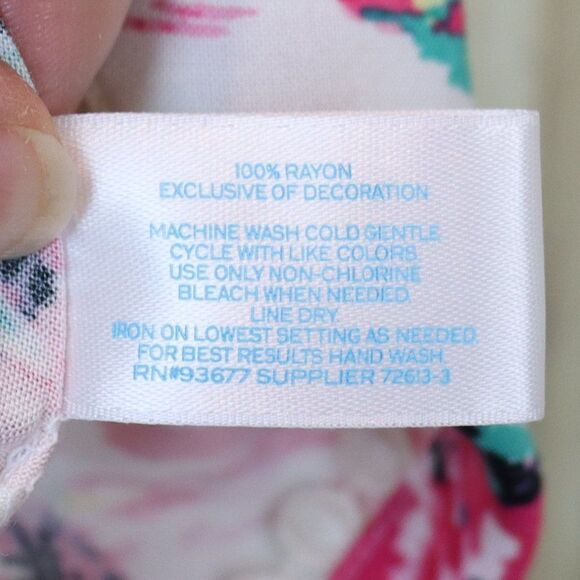 100% RAYON
EXCLUSIVE OF DECORATION
MACHINE WASH COLD GENTLE
CYCLE WITH LIKE COLORS.
USE ONLY NON-CHLORINE
BLEACH WHEN NEEDED.
LINE DRY.
IRON ON LOWEST SETTING AS NEEDED.
FOR BEST RESULTS HAND WASH.
RN#93677 SUPPLIER 72613-3